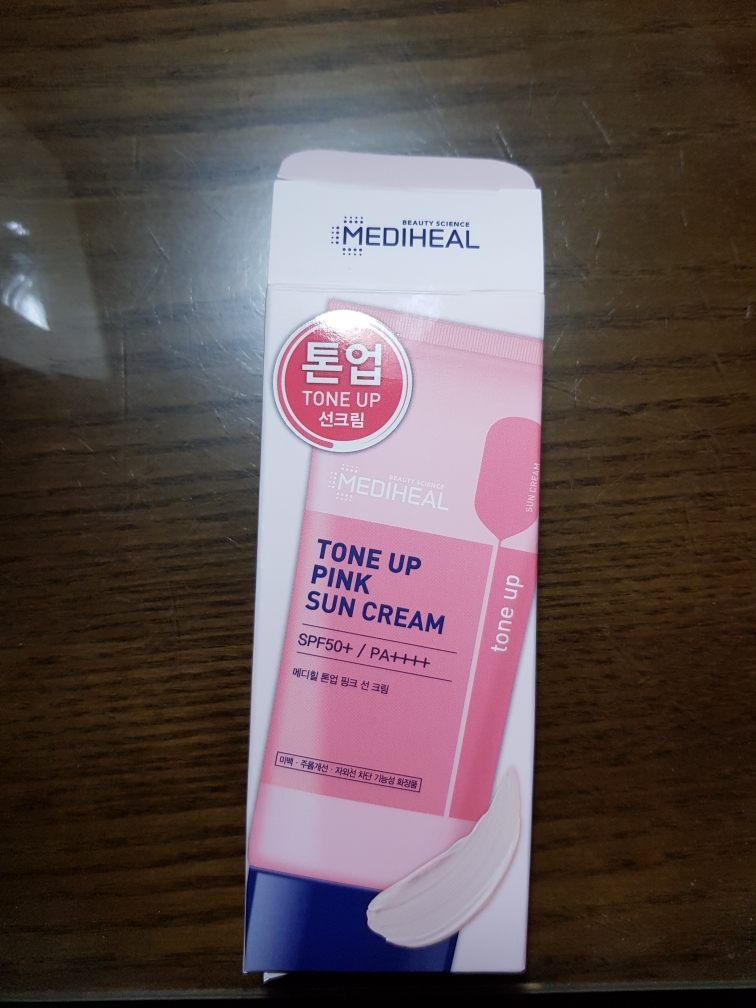 BEAUTY SCIENCE
MEDIHEAL
톤업
TONE UP
선크림
BEAUTY SCIENCE
MEDIHEAL
SUN CREAM
TONE UP
PINK
SUN CREAM
tone up
SPF50+ / PA++++
메디힐 톤업 핑크 선 크림
미백 · 주름개선 · 자외선 차단 기능성 화장품